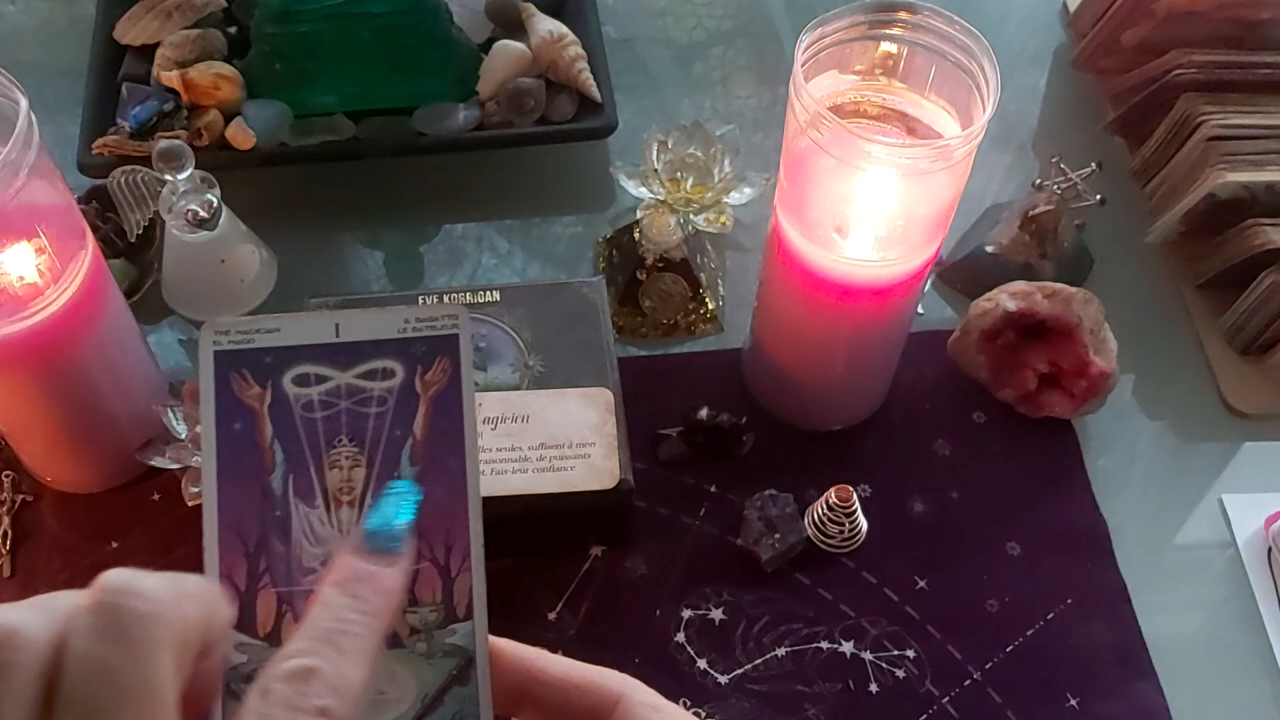 EVE KORRIGAN
THE MAGICIAN
EL MAGO
I
IL BAGATTO
LE BATELEUR
agicien
lles seules, suffisent à mon
raisonnable, de puissants
et. Fais-leur confiance